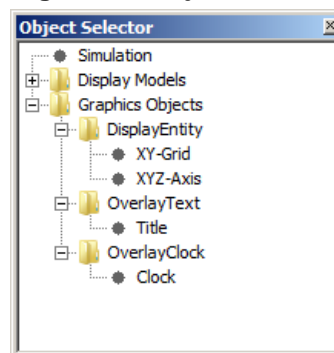 Object Selector
Simulation
Display Models
Graphics Objects
DisplayEntity
XY-Grid
XYZ-Axis
OverlayText
Title
OverlayClock
Clock